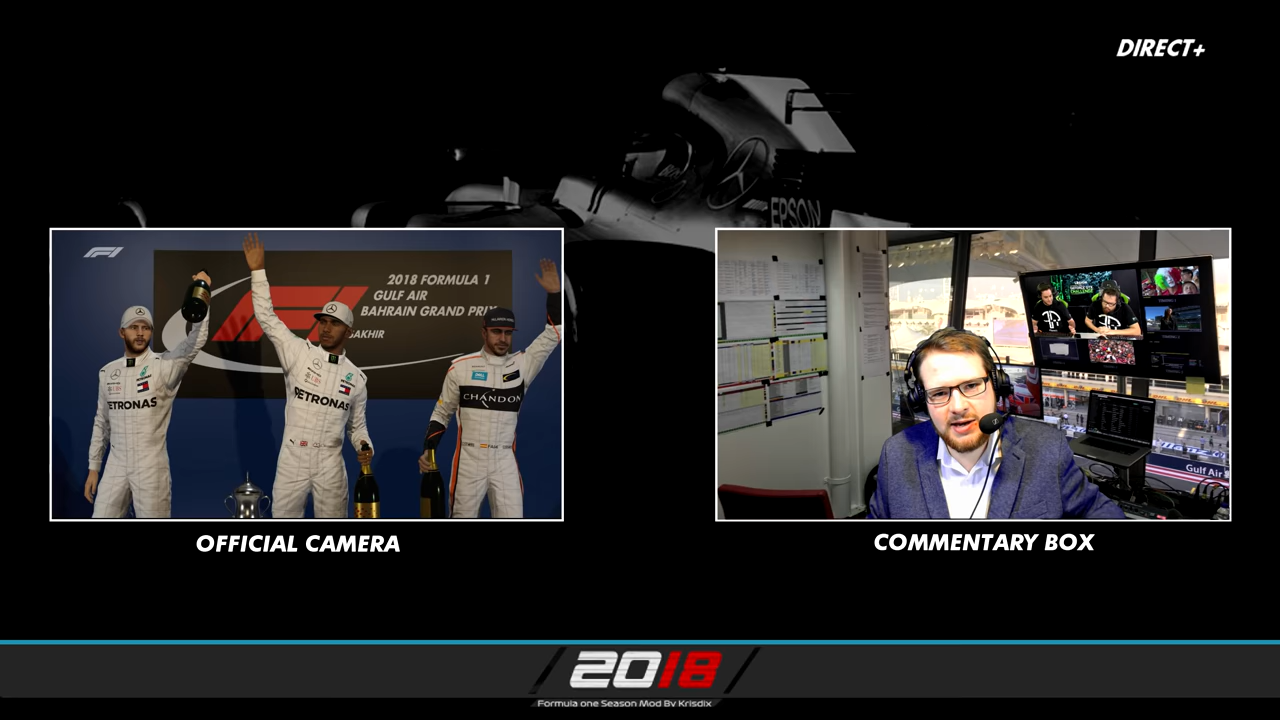 DIRECT+
EPSON
F1
2018 FORMULA 1
GULF AIR
BAHRAIN GRAND PRIX
SAKHIR
PETRONAS
PETRONAS
CHANDON
Gulf Air
OFFICIAL CAMERA
COMMENTARY BOX
2018
Formula one Season Mod By Krisdix